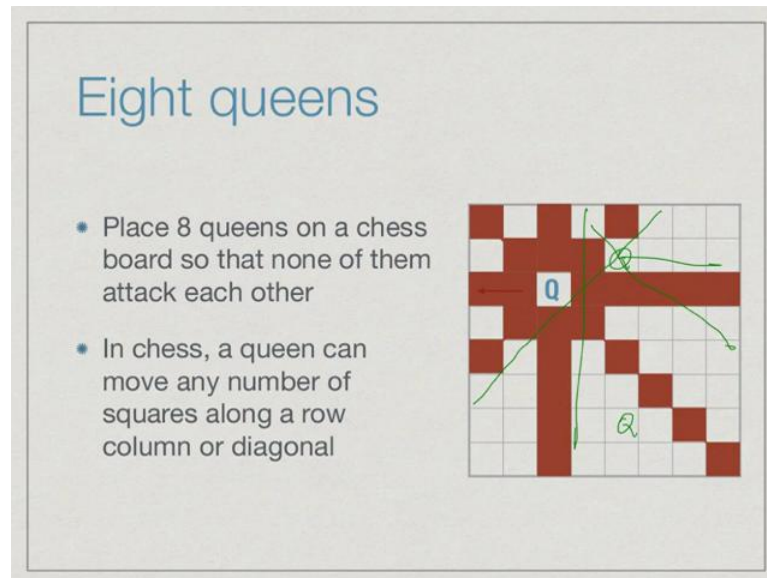 Eight queens
Place 8 queens on a chess
board so that none of them
attack each other
In chess, a queen can
move any number of
squares along a row
column or diagonal
Q
Q
Q